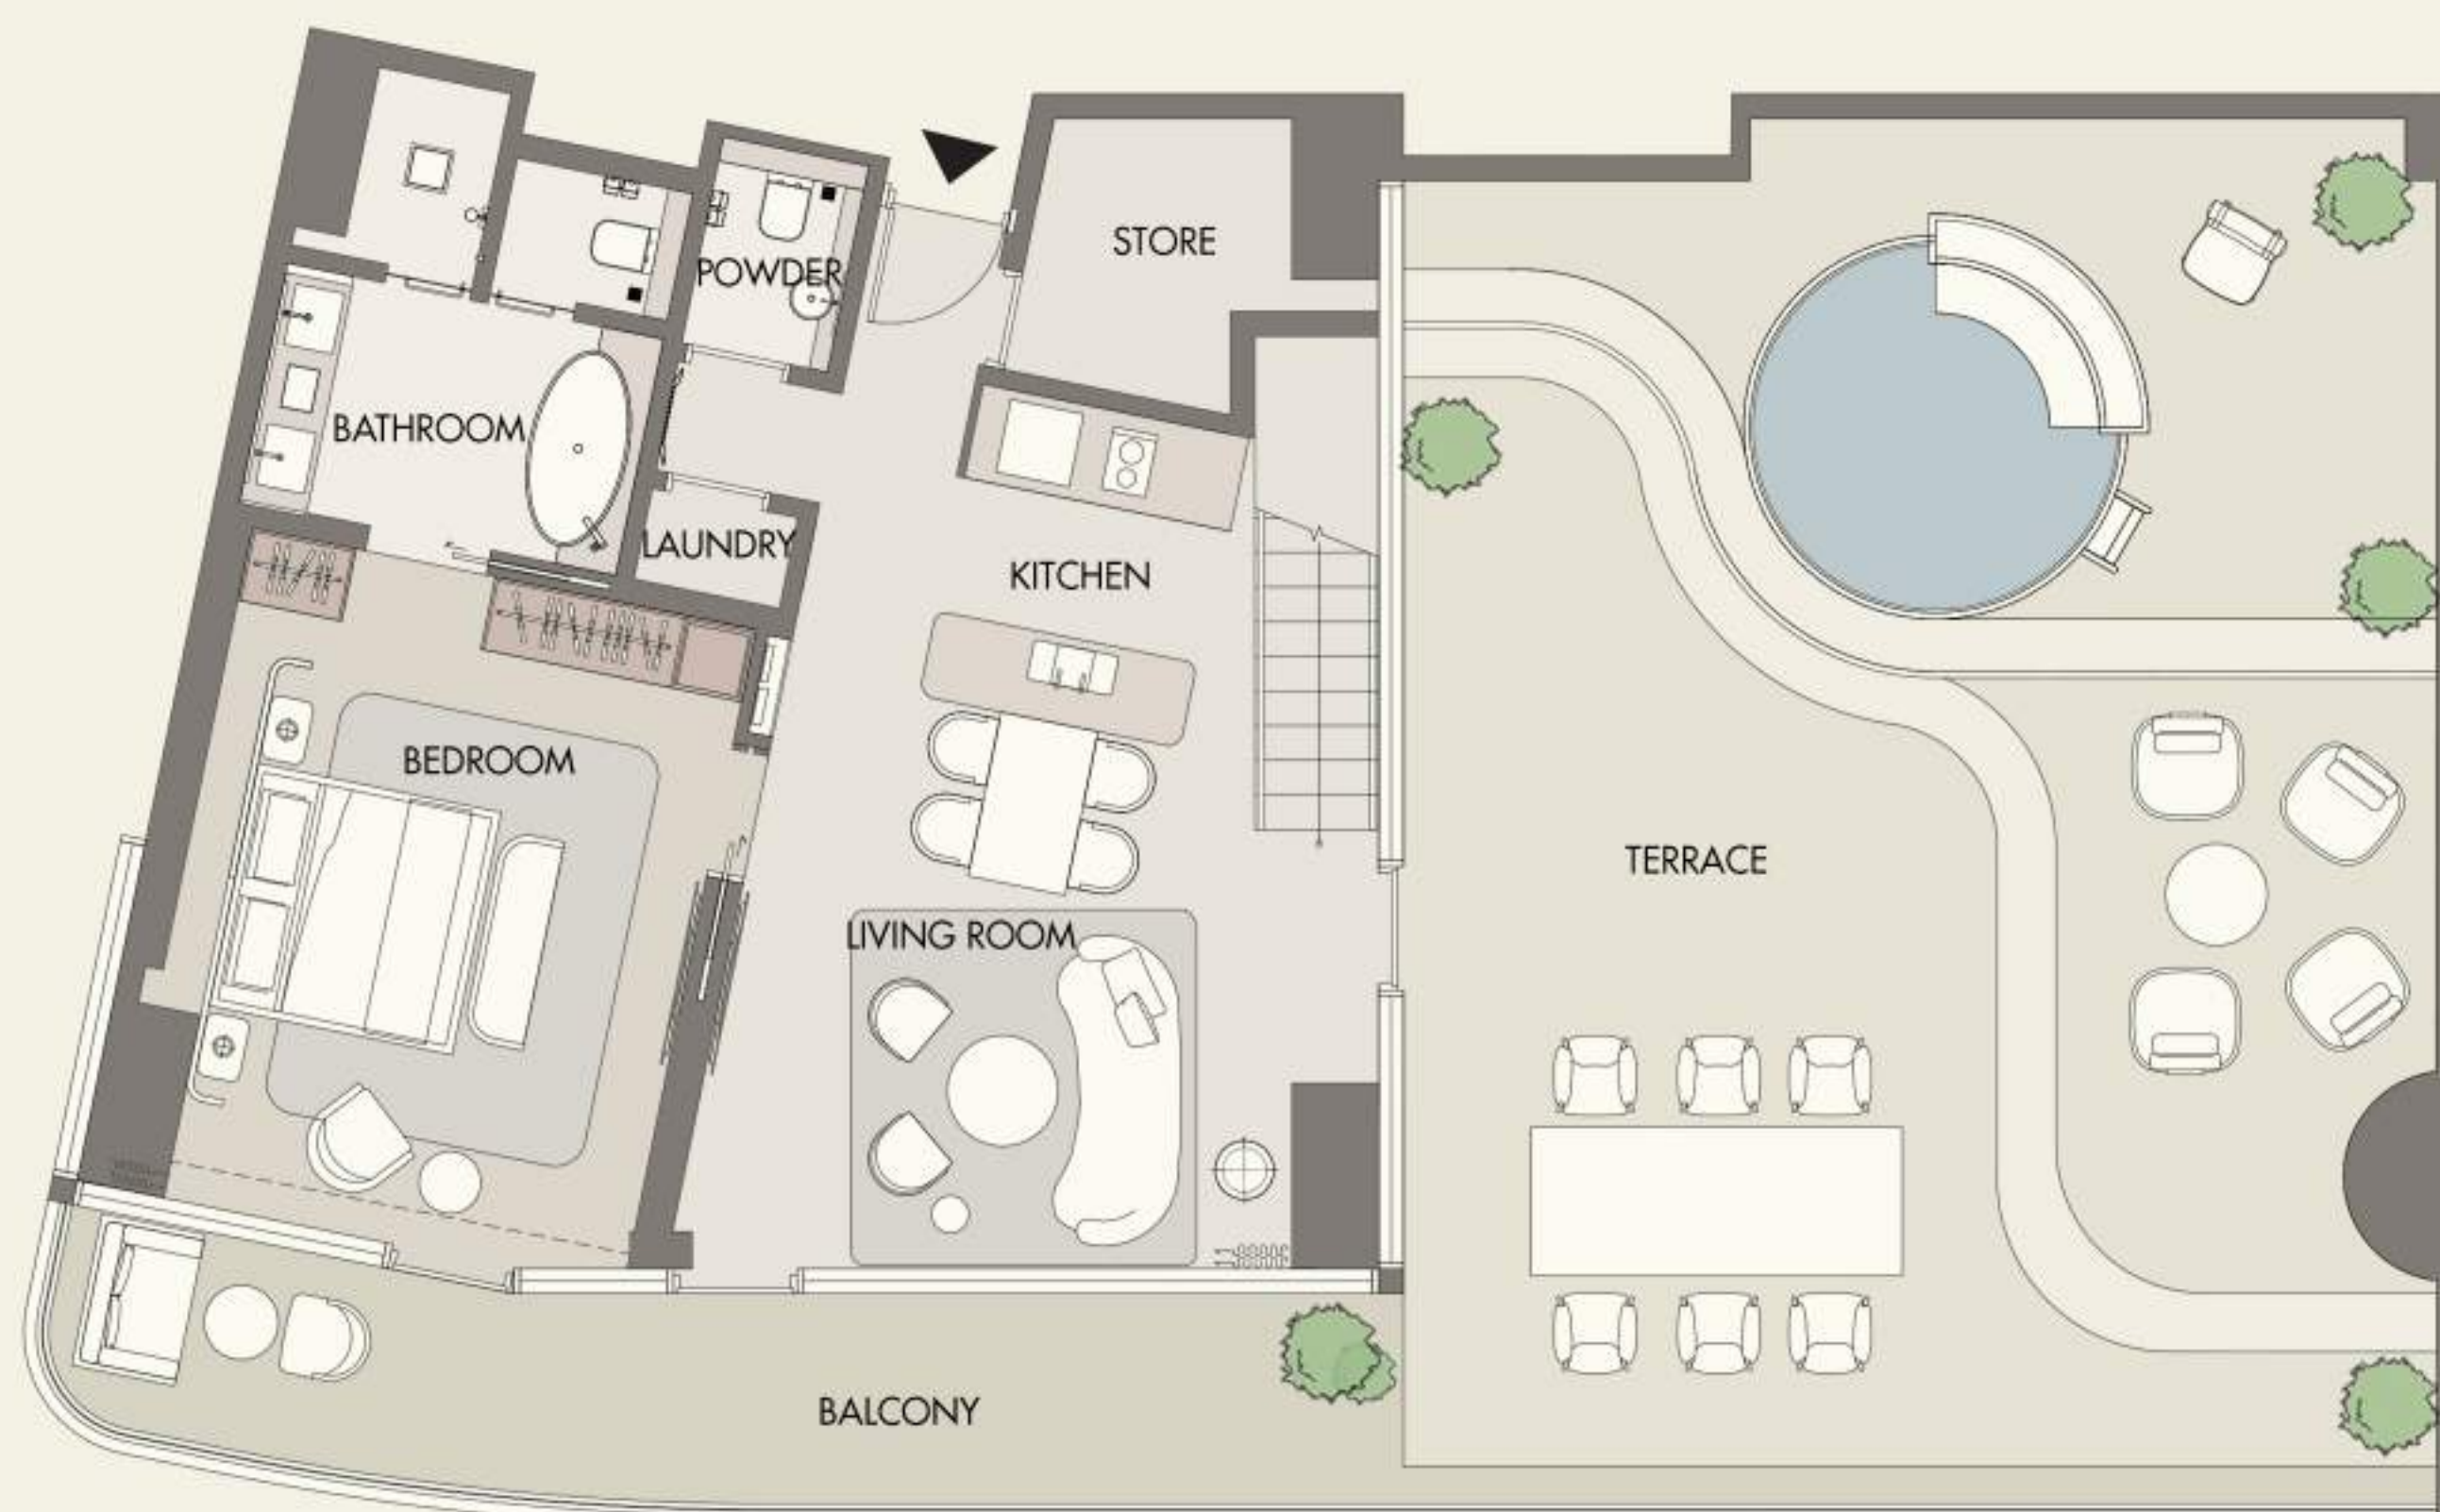 STORE
POWDER
BATHROOM
LAUNDRY
KITCHEN
BEDROOM
TERRACE
LIVING ROOM
BALCONY